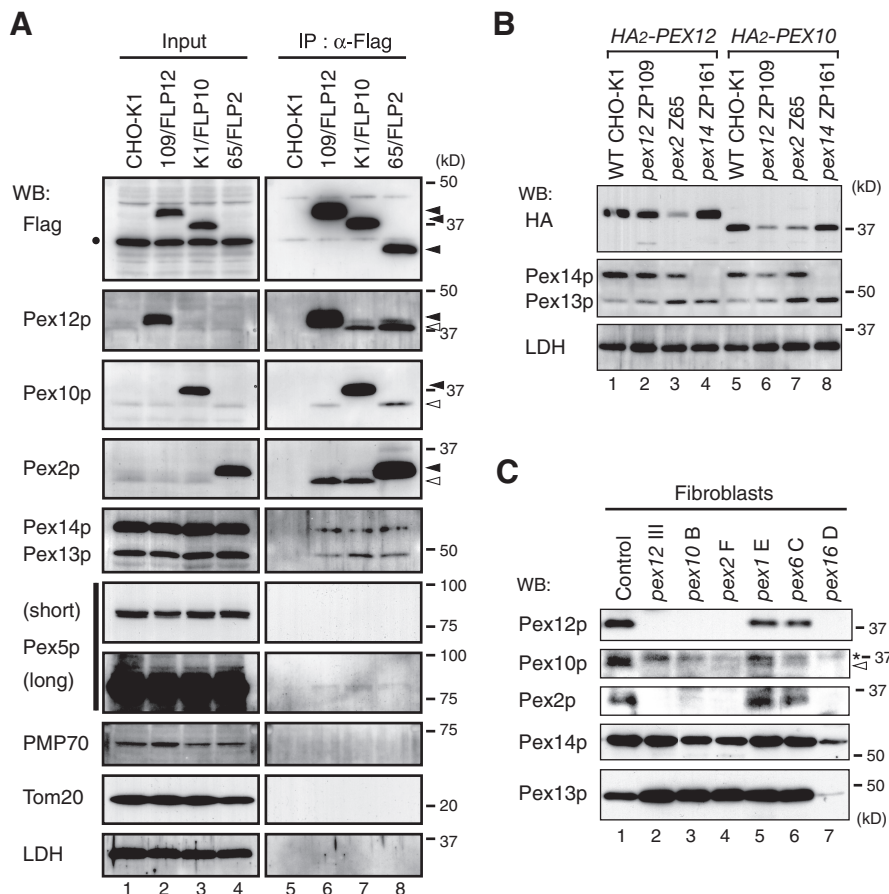 A
Input
IP : α-Flag
CHO-K1
109/FLP12
K1/FLP10
65/FLP2
CHO-K1
109/FLP12
K1/FLP10
65/FLP2
(kD)
WB:
Flag
50
37
Pex12p
50
37
Pex10p
37
Pex2p
37
Pex14p
Pex13p
50
(short)
100
75
Pex5p
(long)
100
75
PMP70
75
Tom20
20
LDH
37
1 2 3 4 5 6 7 8
B
HA2-PEX12 HA2-PEX10
WT CHO-K1
pex12 ZP109
pex2 Z65
pex14 ZP161
WT CHO-K1
pex12 ZP109
pex2 Z65
pex14 ZP161
WB:
(kD)
HA
37
Pex14p
Pex13p
50
LDH
37
1 2 3 4 5 6 7 8
C
Fibroblasts
Control
pex12 III
pex10 B
pex2 F
pex1 E
pex6 C
pex16 D
WB:
Pex12p
37
Pex10p
* 37
Pex2p
37
Pex14p
50
Pex13p
50
(kD)
1 2 3 4 5 6 7